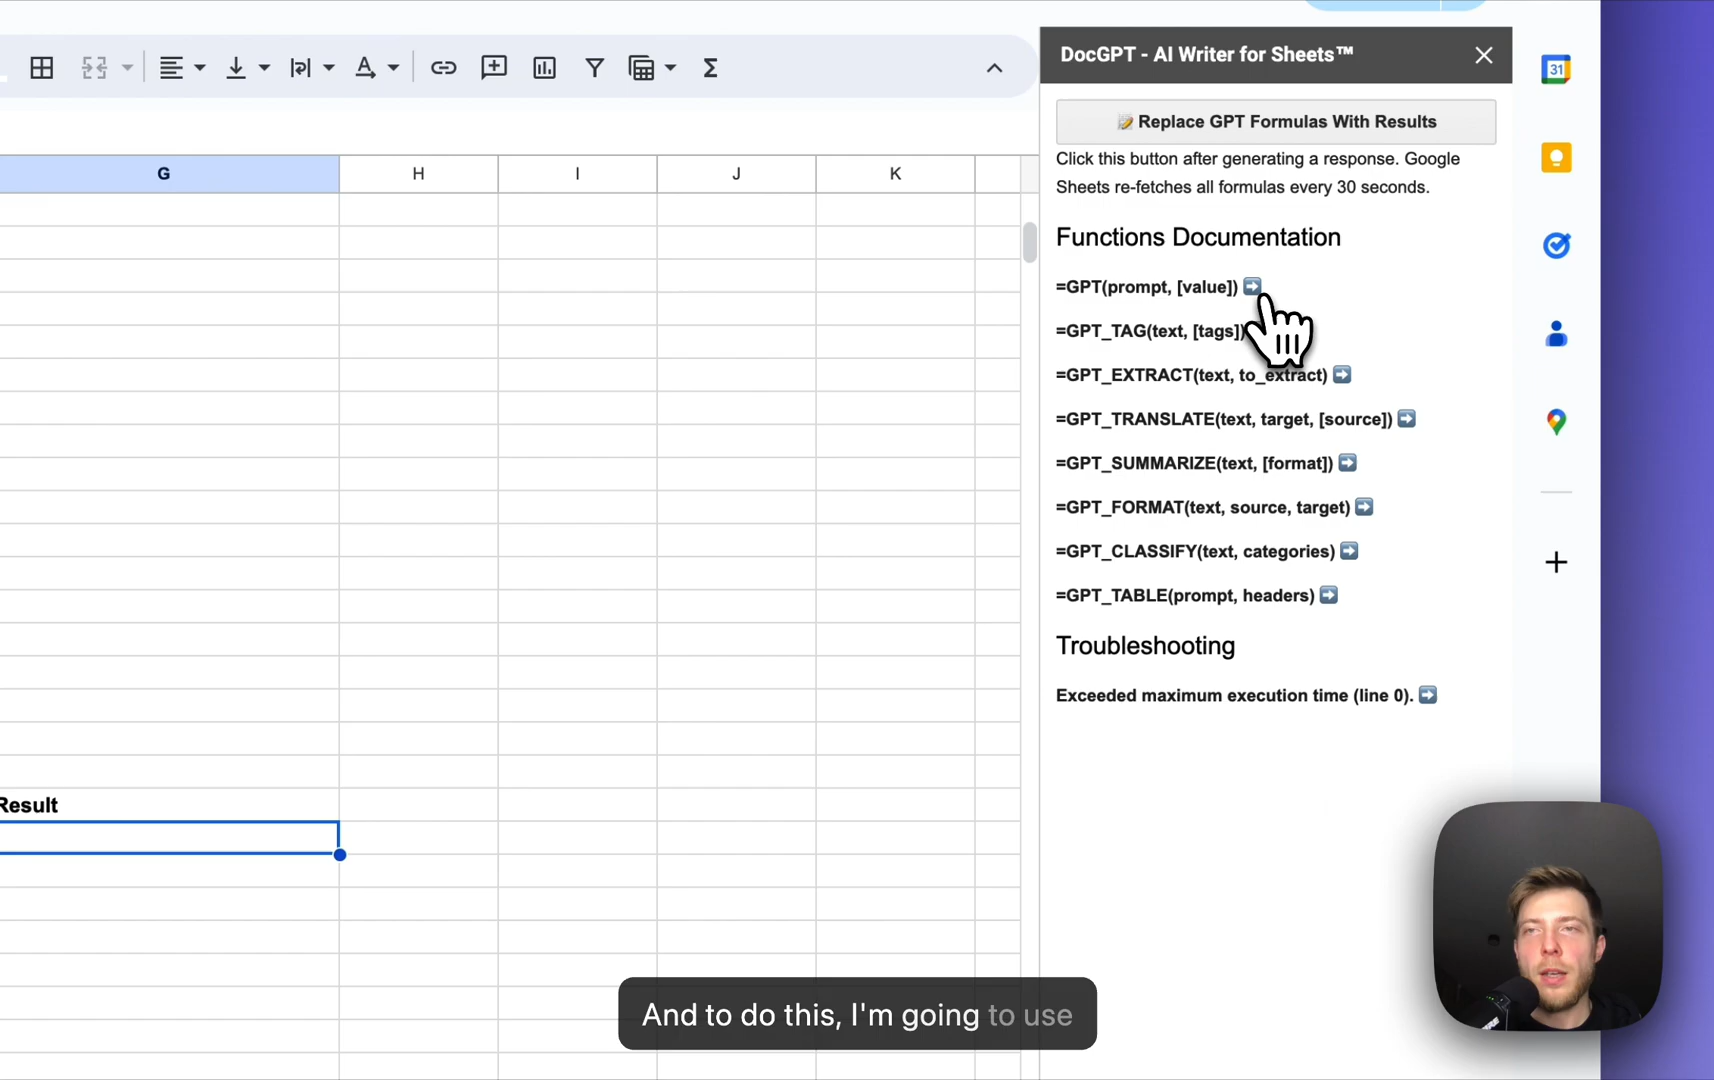 DocGPT - AI Writer for Sheets™
31
📝 Replace GPT Formulas With Results
Click this button after generating a response. Google
Sheets re-fetches all formulas every 30 seconds.
G
H
I
J
K
Functions Documentation
=GPT(prompt, [value]) ➡️
=GPT_TAG(text, [tags])
=GPT_EXTRACT(text, to_extract) ➡️
=GPT_TRANSLATE(text, target, [source]) ➡️
=GPT_SUMMARIZE(text, [format]) ➡️
=GPT_FORMAT(text, source, target) ➡️
=GPT_CLASSIFY(text, categories) ➡️
=GPT_TABLE(prompt, headers) ➡️
Troubleshooting
Exceeded maximum execution time (line 0). ➡️
Result
And to do this, I'm going to use